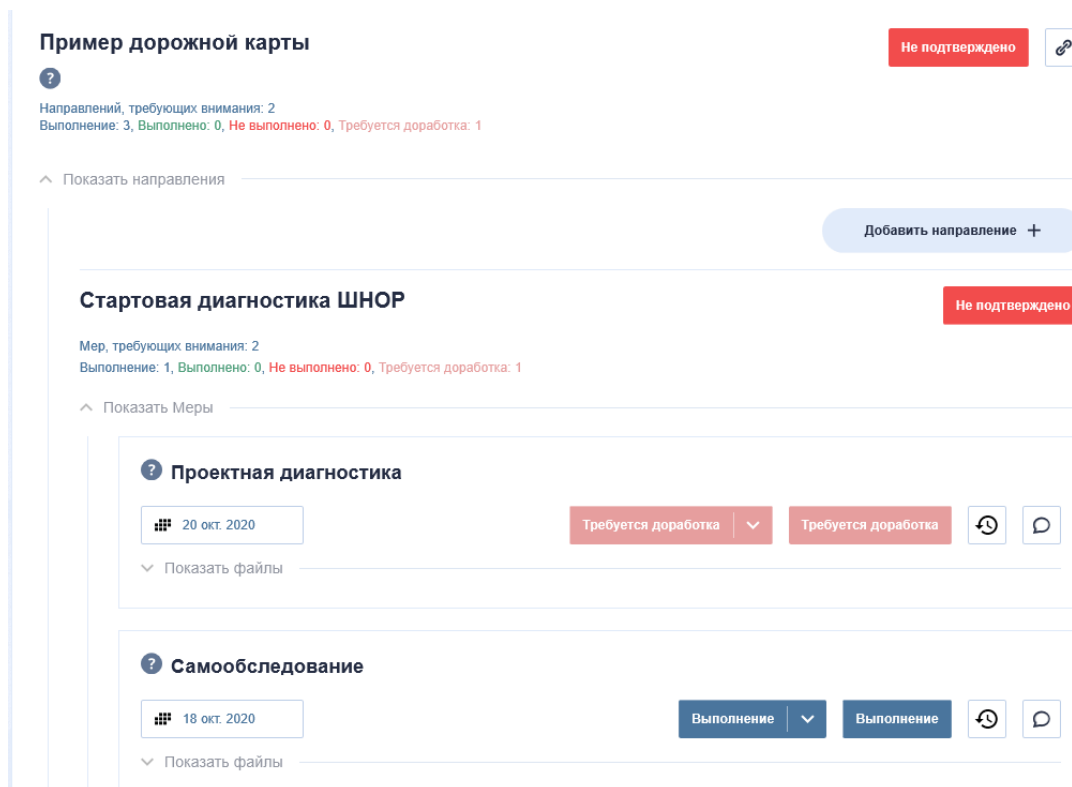 Пример дорожной карты
Не подтверждено
?
Направлений, требующих внимания: 2
Выполнение: 3, Выполнено: 0, Не выполнено: 0, Требуется доработка: 1
Показать направления
Добавить направление +
Стартовая диагностика ШНОР
Не подтверждено
Мер, требующих внимания: 2
Выполнение: 1, Выполнено: 0, Не выполнено: 0, Требуется доработка: 1
Показать Меры
? Проектная диагностика
20 окт. 2020 Требуется доработка Требуется доработка
Показать файлы
? Самообследование
18 окт. 2020 Выполнение Выполнение
Показать файлы